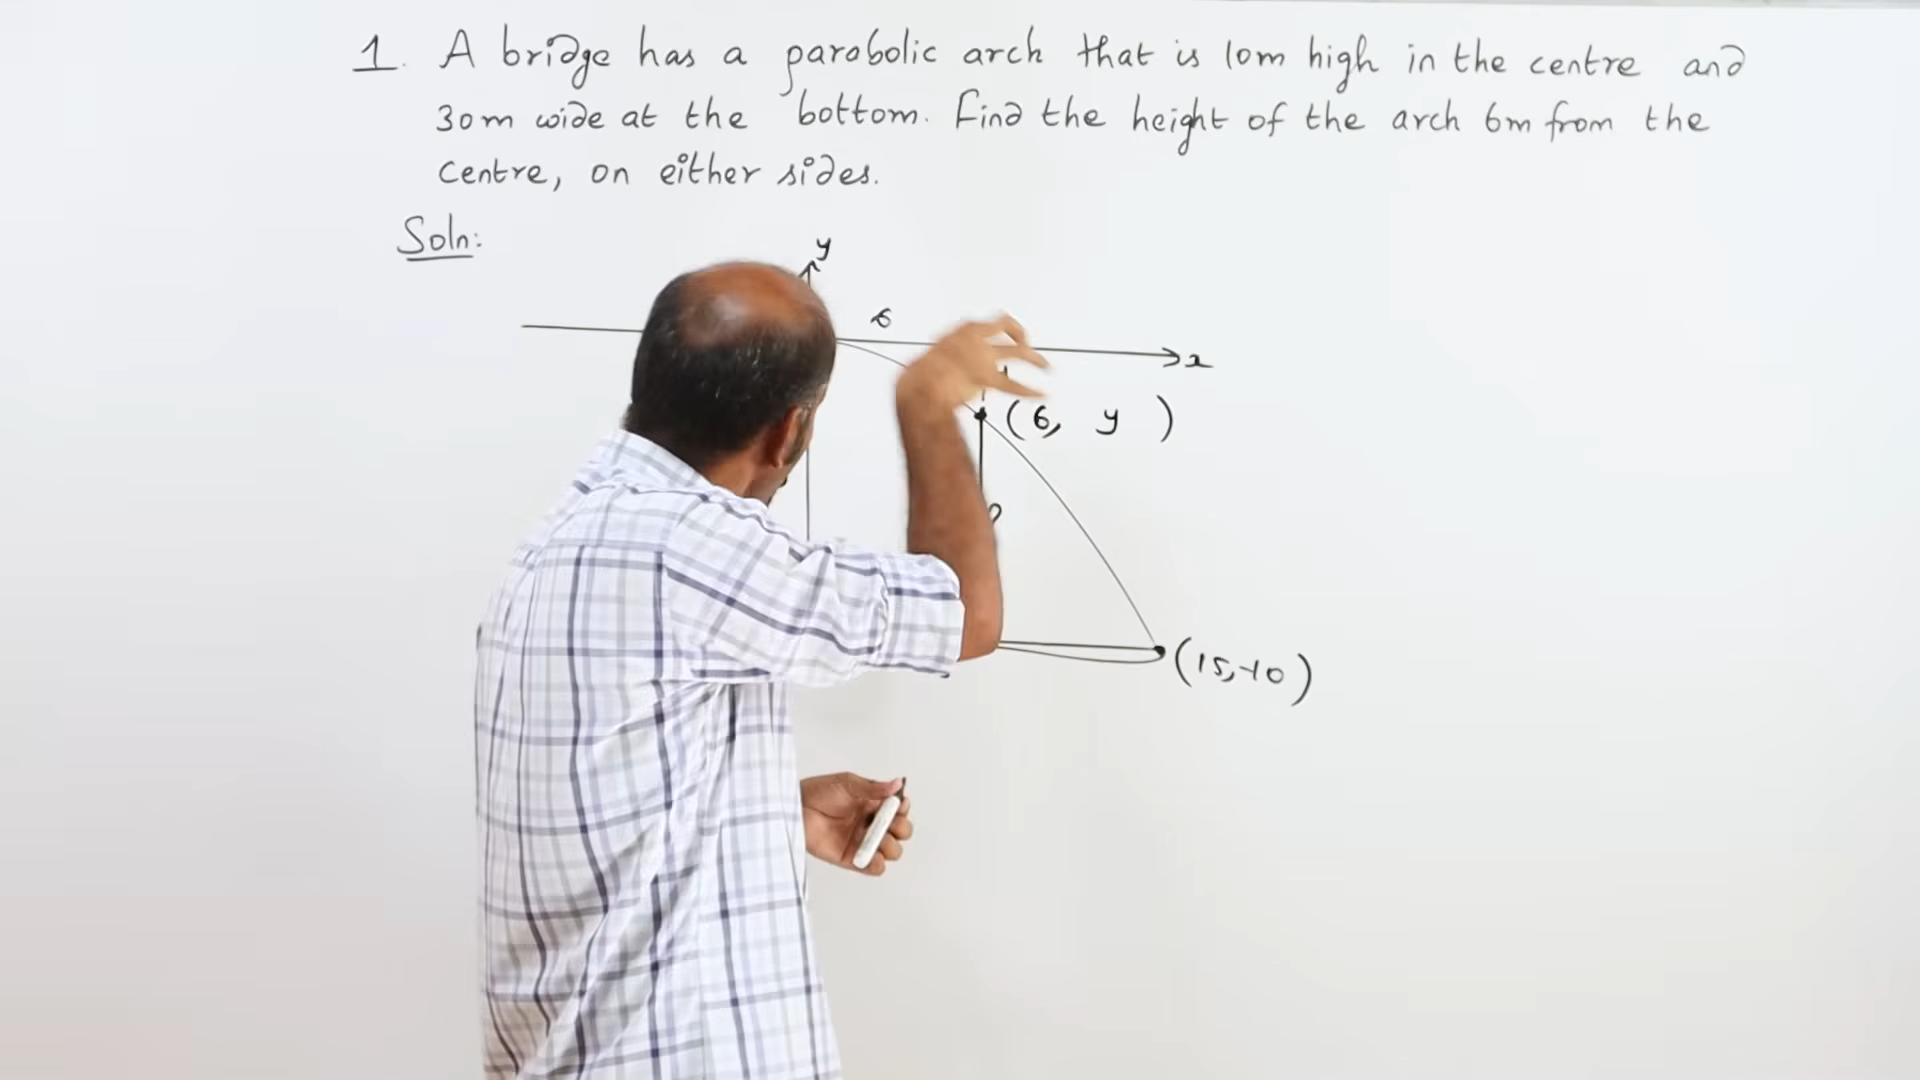 1. A bridge has a parabolic arch that is 10m high in the centre and
30m wide at the bottom. Find the height of the arch 6m from the
centre, on either sides.
Soln:
y
6
x
(6, y )
(15,-10)